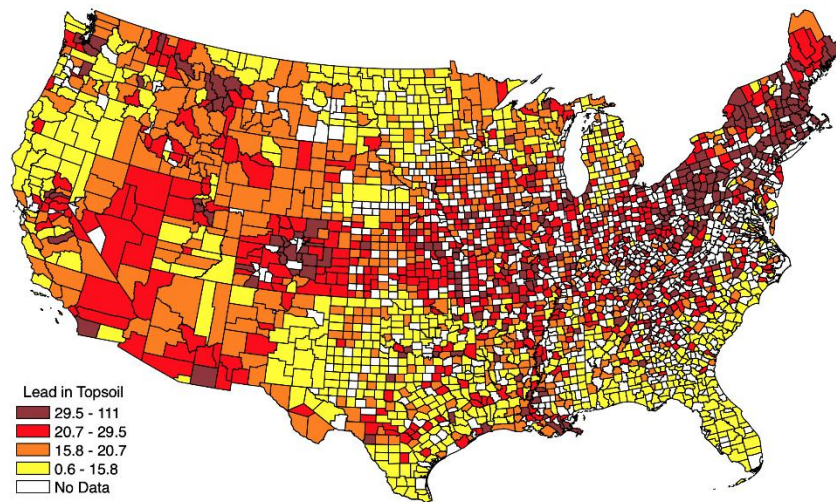 Lead in Topsoil
29.5 - 111
20.7 - 29.5
15.8 - 20.7
0.6 - 15.8
No Data